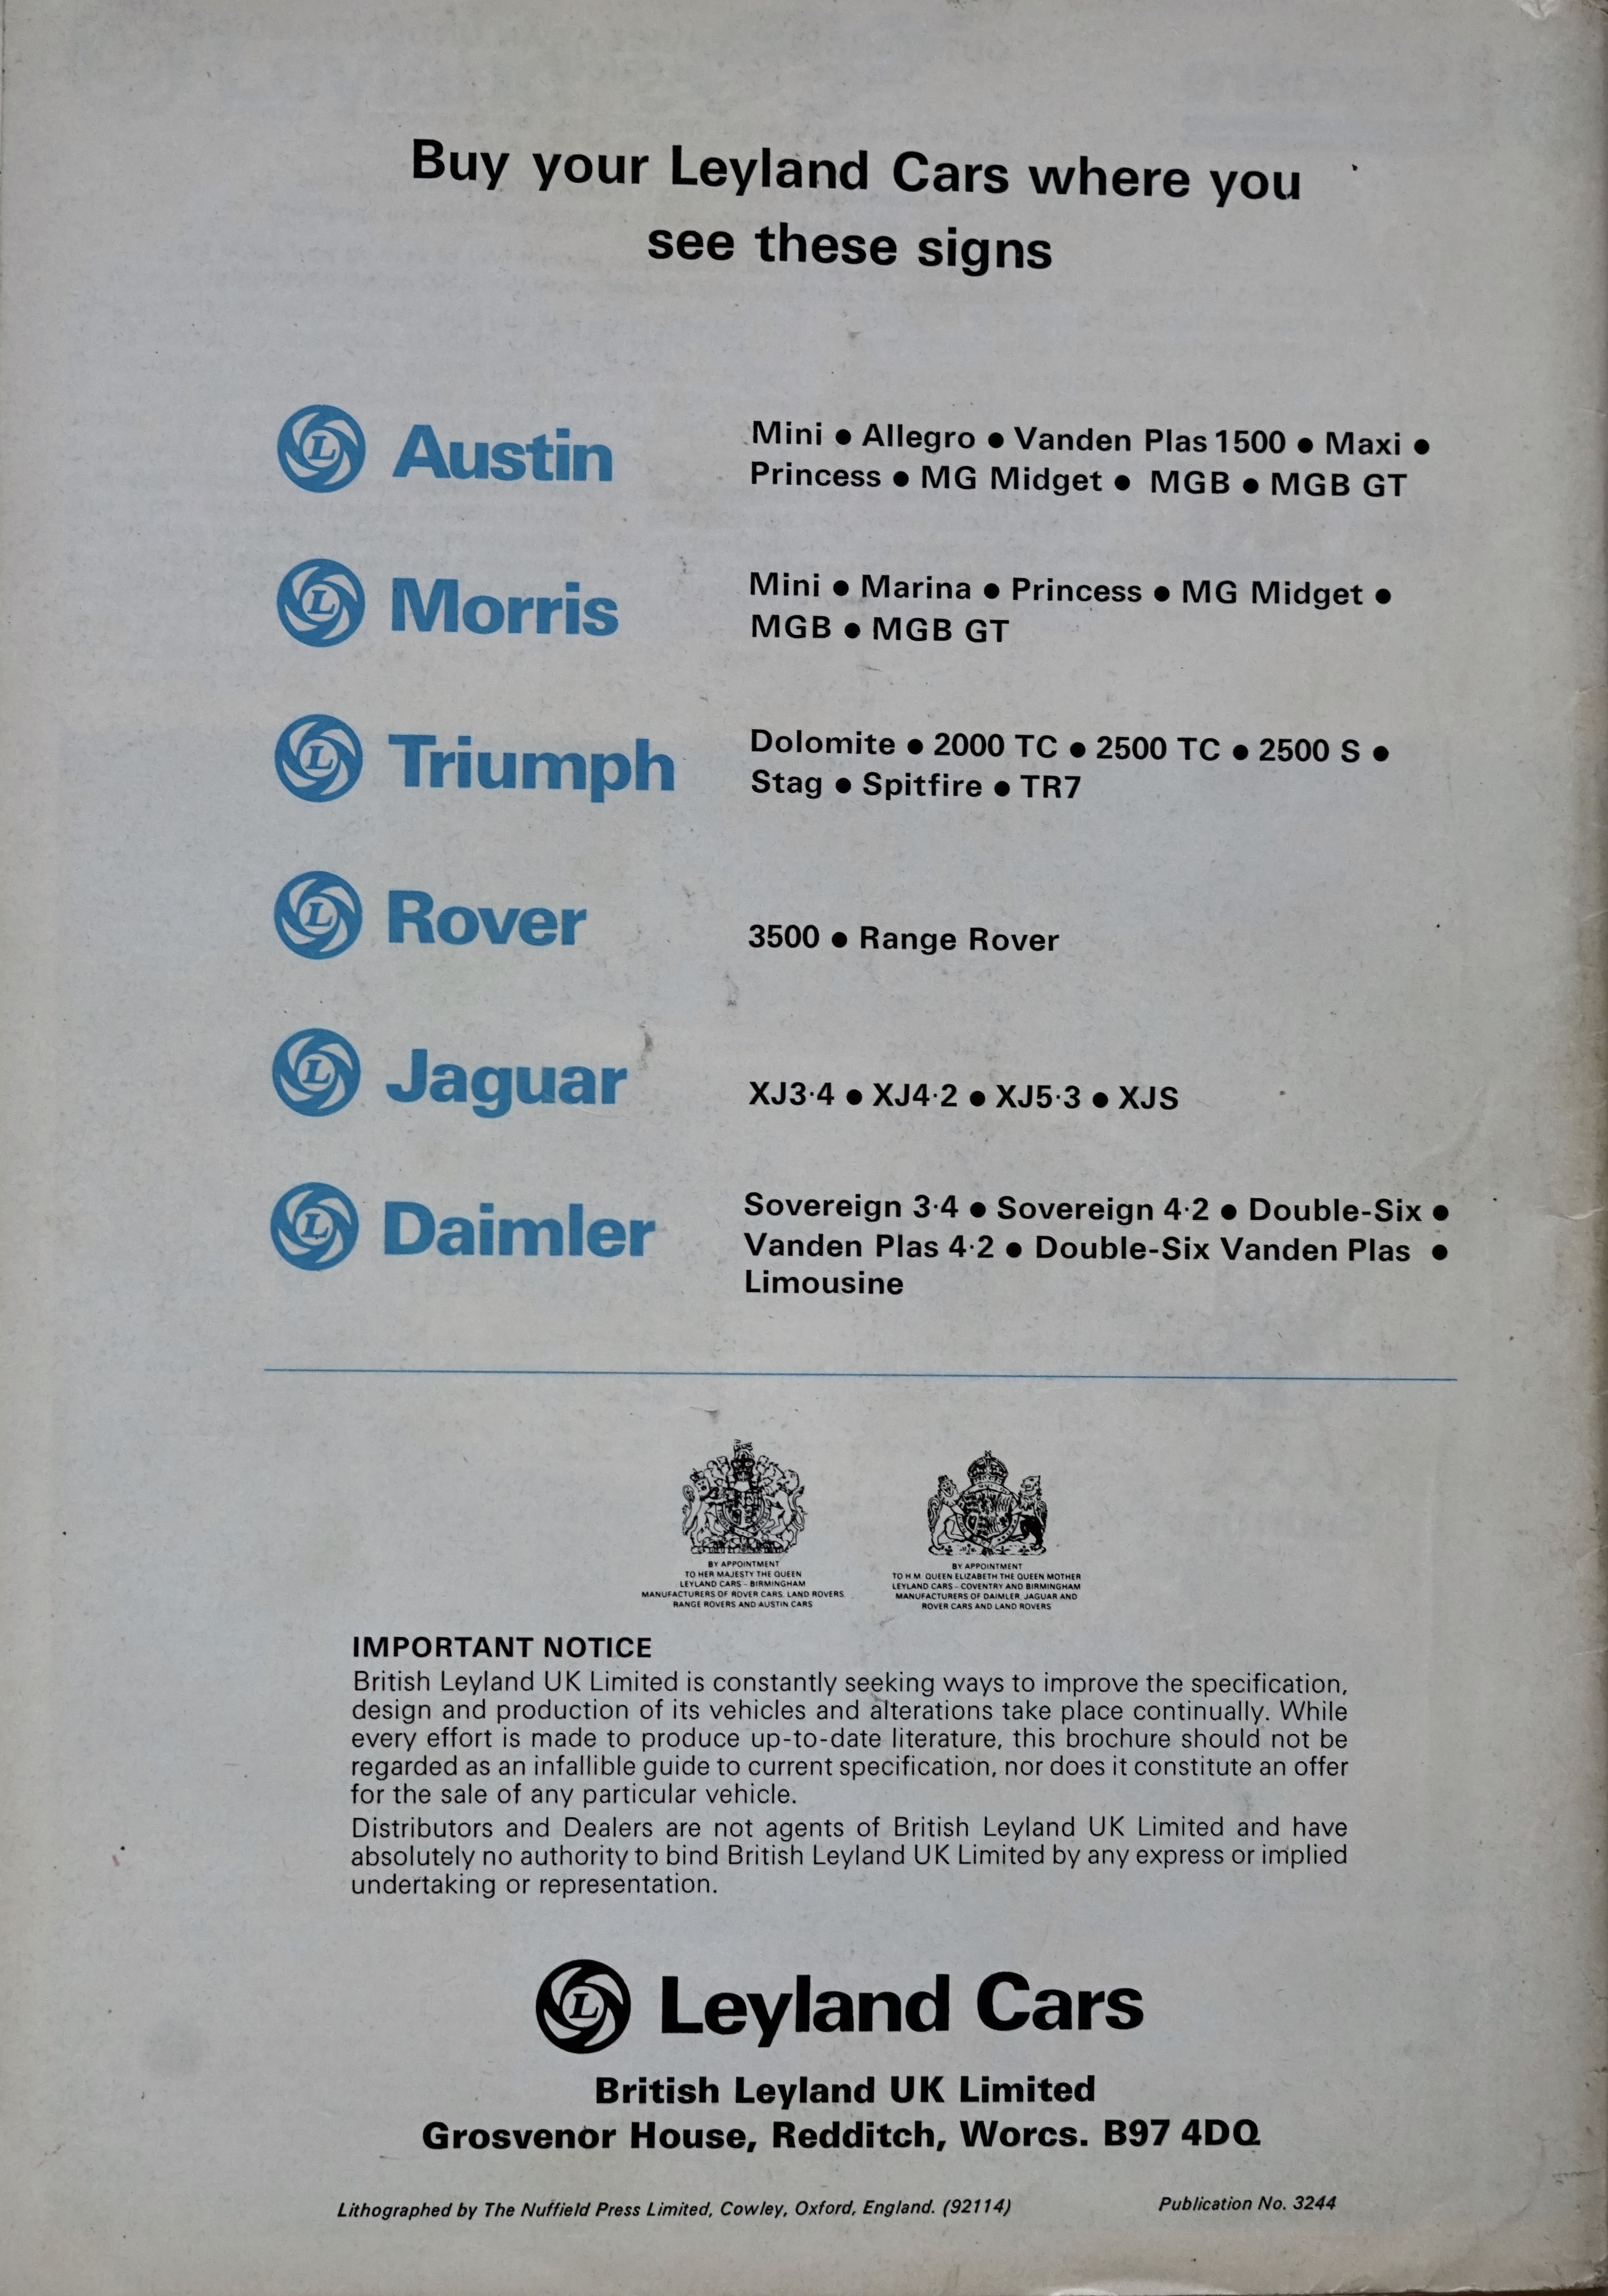 Buy your Leyland Cars where you
see these signs
L Austin
Mini ● Allegro ● Vanden Plas 1500 ● Maxi ●
Princess ● MG Midget ● MGB ● MGB GT
L Morris
Mini ● Marina ● Princess ● MG Midget ●
MGB ● MGB GT
L Triumph
Dolomite ● 2000 TC ● 2500 TC ● 2500 S ●
Stag ● Spitfire ● TR7
L Rover
3500 ● Range Rover
L Jaguar
XJ3·4 ● XJ4·2 ● XJ5·3 ● XJS
L Daimler
Sovereign 3·4 ● Sovereign 4·2 ● Double-Six ●
Vanden Plas 4·2 ● Double-Six Vanden Plas ●
Limousine
BY APPOINTMENT
TO HER MAJESTY THE QUEEN
LEYLAND CARS - BIRMINGHAM
MANUFACTURERS OF ROVER CARS, LAND ROVERS,
RANGE ROVERS AND AUSTIN CARS
BY APPOINTMENT
TO H M QUEEN ELIZABETH THE QUEEN MOTHER
LEYLAND CARS - COVENTRY AND BIRMINGHAM
MANUFACTURERS OF DAIMLER, JAGUAR AND
ROVER CARS AND LAND ROVERS
IMPORTANT NOTICE
British Leyland UK Limited is constantly seeking ways to improve the specification,
design and production of its vehicles and alterations take place continually. While
every effort is made to produce up-to-date literature, this brochure should not be
regarded as an infallible guide to current specification, nor does it constitute an offer
for the sale of any particular vehicle.
Distributors and Dealers are not agents of British Leyland UK Limited and have
absolutely no authority to bind British Leyland UK Limited by any express or implied
undertaking or representation.
L Leyland Cars
British Leyland UK Limited
Grosvenor House, Redditch, Worcs. B97 4DQ
Lithographed by The Nuffield Press Limited, Cowley, Oxford, England. (92114)
Publication No. 3244